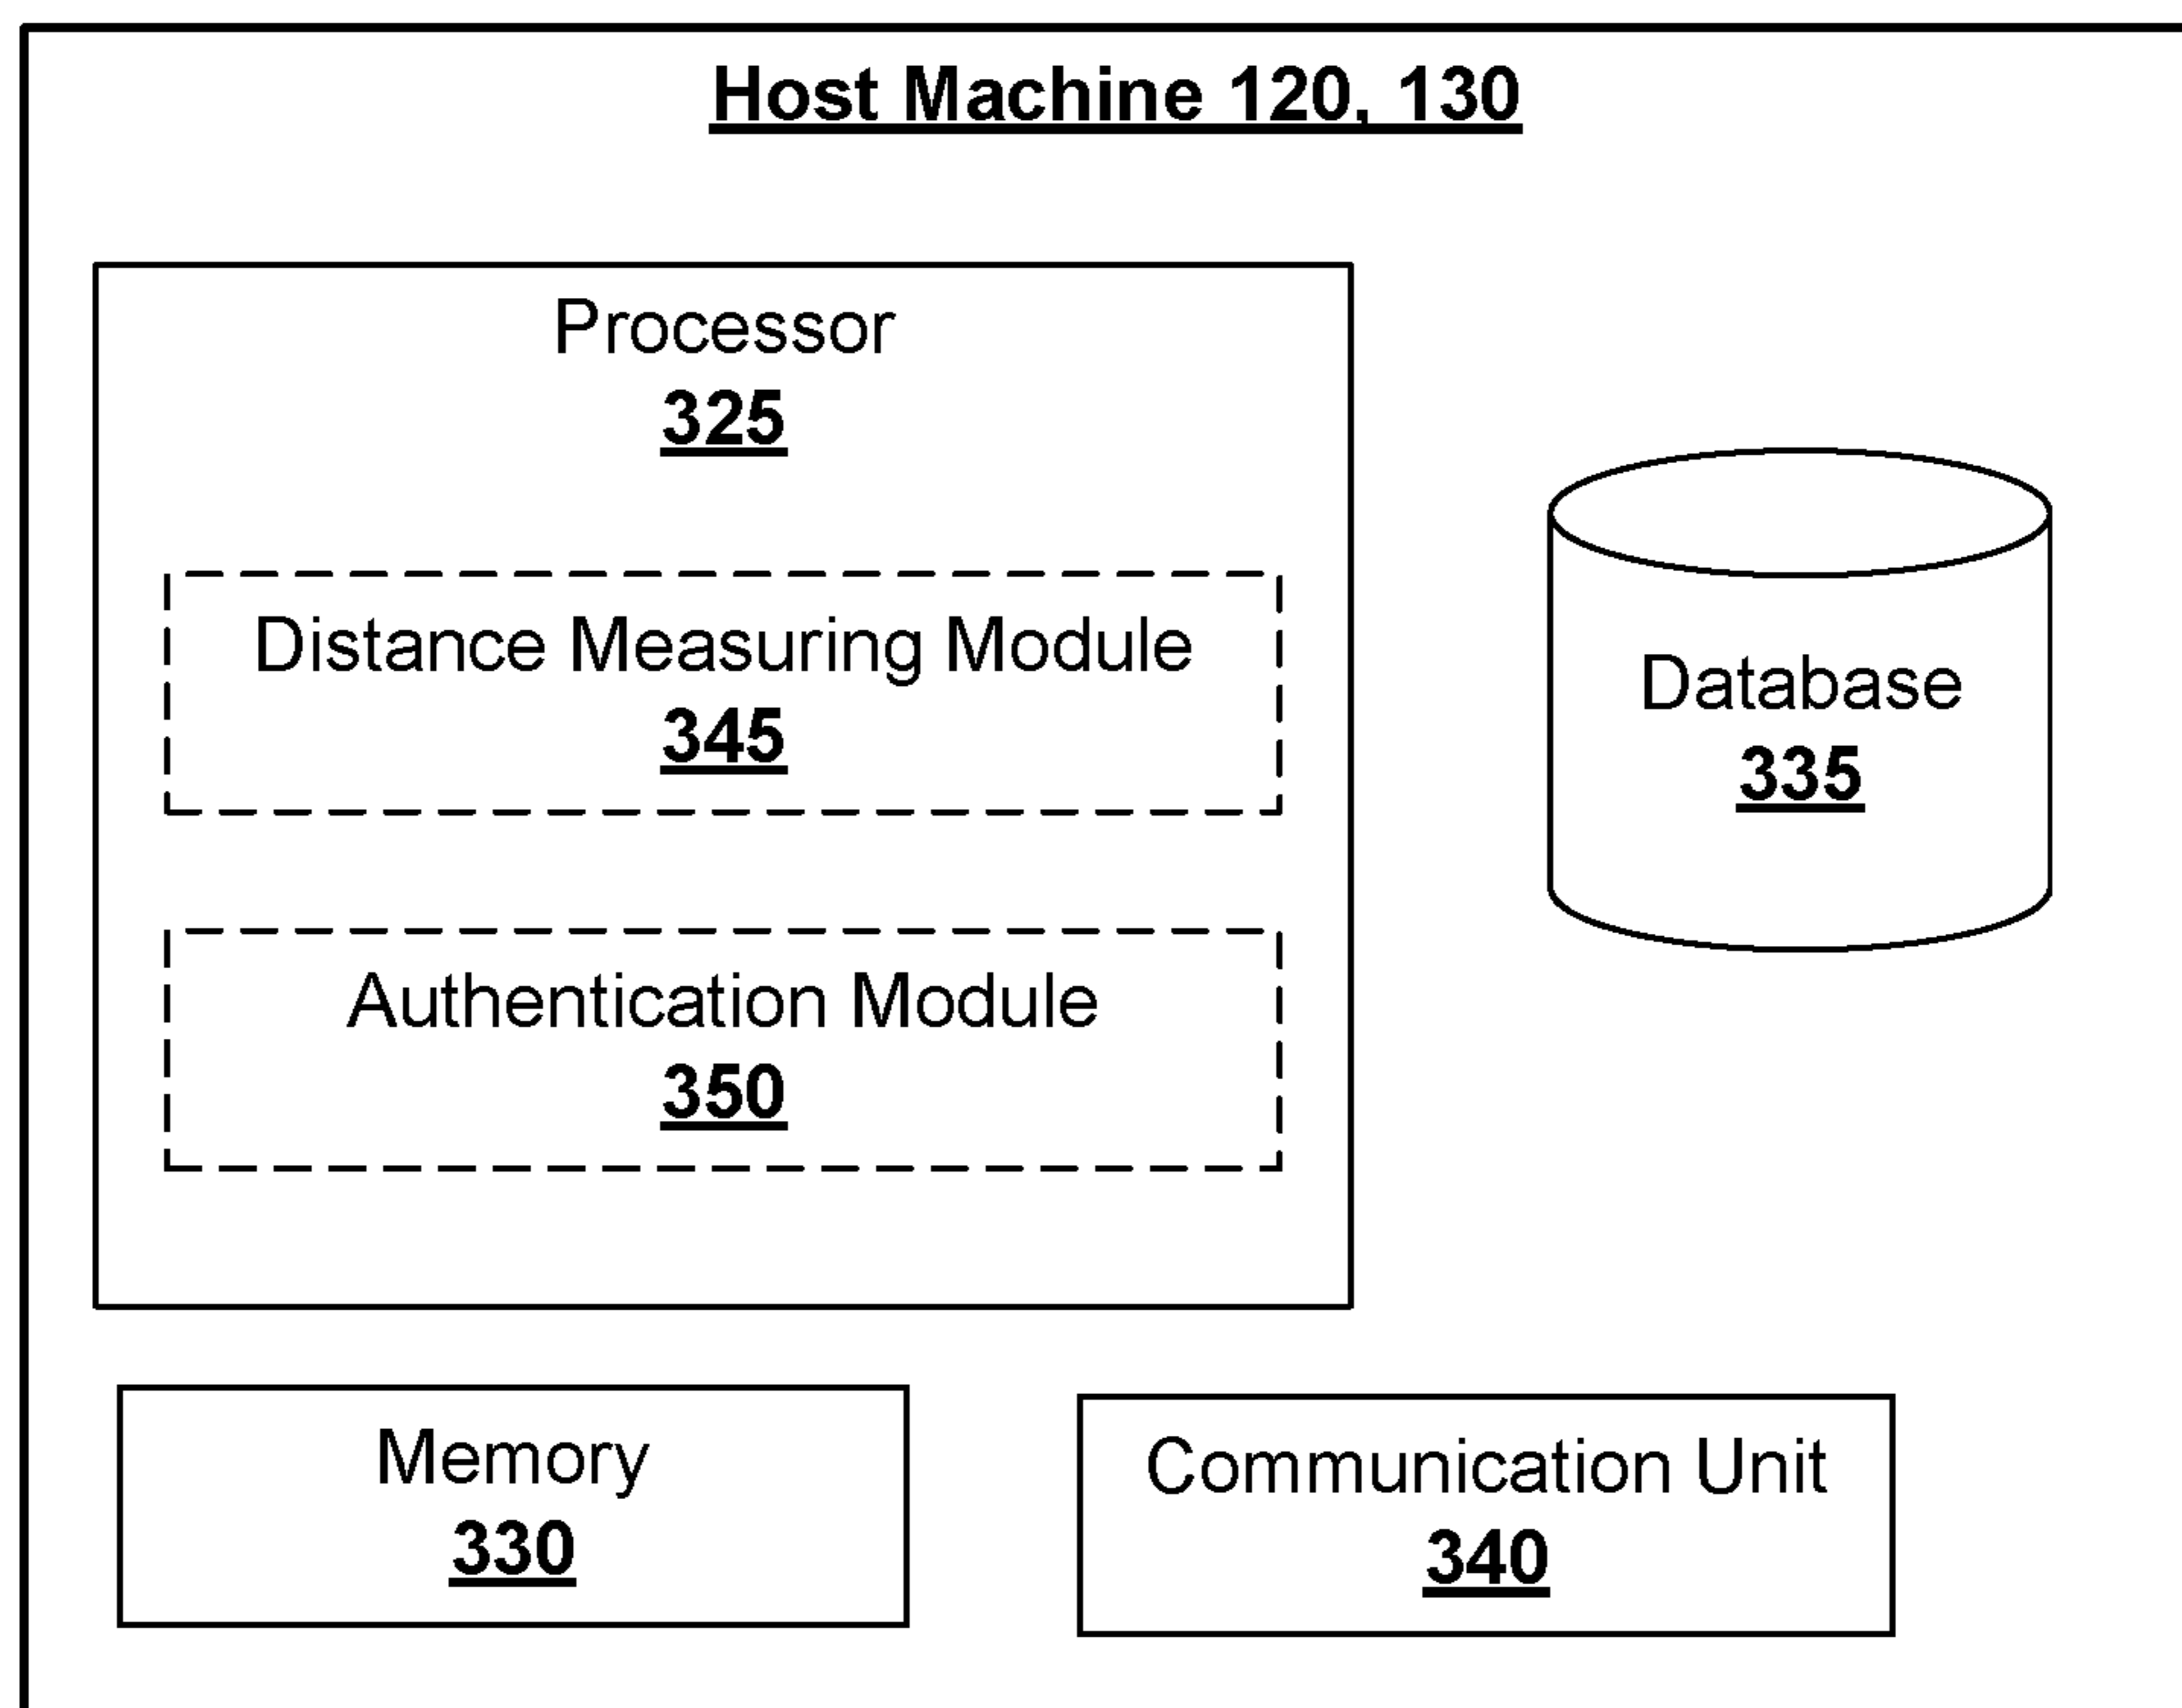 Host Machine 120, 130
Processor
325
Distance Measuring Module
345
Authentication Module
350
Database
335
Memory
330
Communication Unit
340